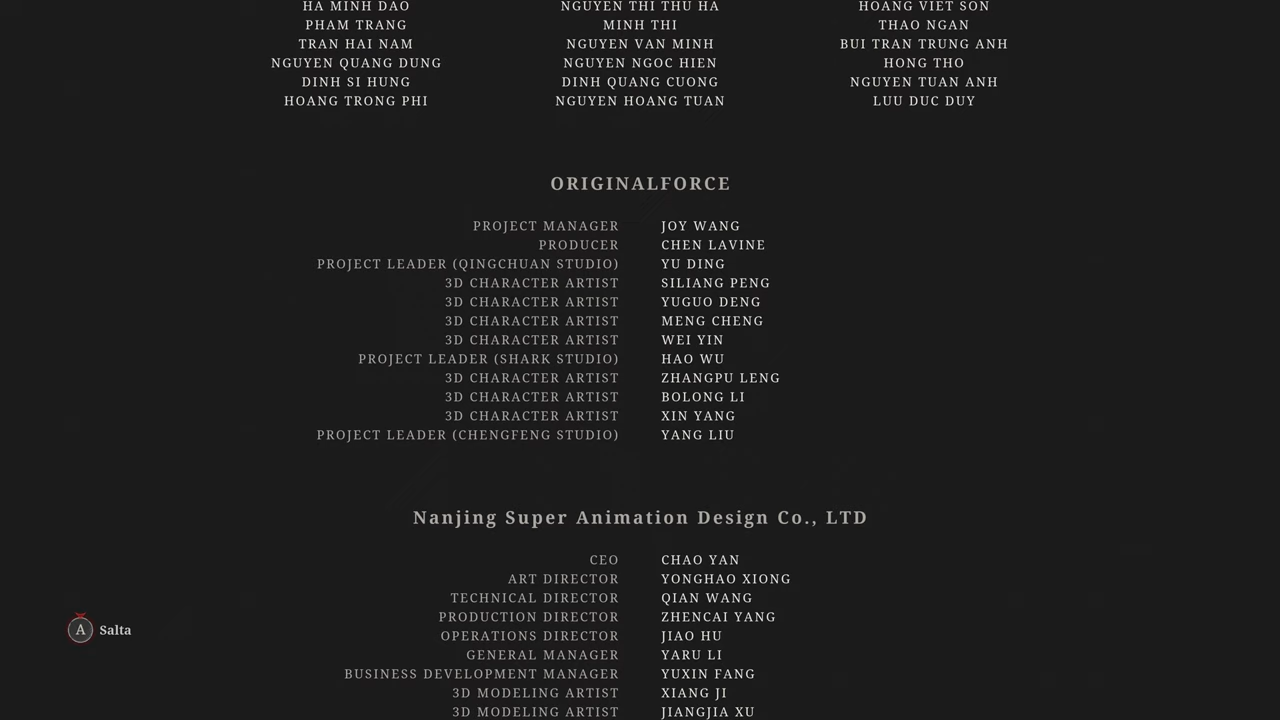 HA MINH DAO NGUYEN THI THU HA HOANG VIET SON
PHAM TRANG MINH THI THAO NGAN
TRAN HAI NAM NGUYEN VAN MINH BUI TRAN TRUNG ANH
NGUYEN QUANG DUNG NGUYEN NGOC HIEN HONG THO
DINH SI HUNG DINH QUANG CUONG NGUYEN TUAN ANH
HOANG TRONG PHI NGUYEN HOANG TUAN LUU DUC DUY
ORIGINALFORCE
PROJECT MANAGER JOY WANG
PRODUCER CHEN LAVINE
PROJECT LEADER (QINGCHUAN STUDIO) YU DING
3D CHARACTER ARTIST SILIANG PENG
3D CHARACTER ARTIST YUGUO DENG
3D CHARACTER ARTIST MENG CHENG
3D CHARACTER ARTIST WEI YIN
PROJECT LEADER (SHARK STUDIO) HAO WU
3D CHARACTER ARTIST ZHANGPU LENG
3D CHARACTER ARTIST BOLONG LI
3D CHARACTER ARTIST XIN YANG
PROJECT LEADER (CHENGFENG STUDIO) YANG LIU
Nanjing Super Animation Design Co., LTD
CEO CHAO YAN
ART DIRECTOR YONGHAO XIONG
TECHNICAL DIRECTOR QIAN WANG
PRODUCTION DIRECTOR ZHENCAI YANG
OPERATIONS DIRECTOR JIAO HU
GENERAL MANAGER YARU LI
BUSINESS DEVELOPMENT MANAGER YUXIN FANG
3D MODELING ARTIST XIANG JI
3D MODELING ARTIST JIANGJIA XU
A Salta